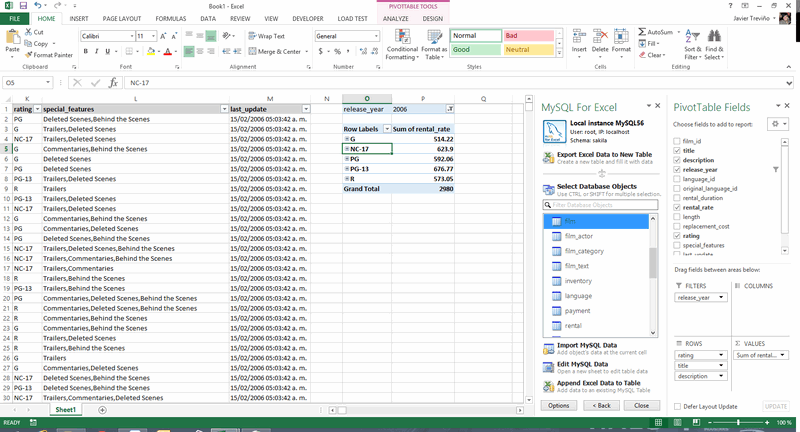 Book1 - Excel
PIVOTTABLE TOOLS
FILE HOME INSERT PAGE LAYOUT FORMULAS DATA REVIEW VIEW DEVELOPER LOAD TEST ANALYZE DESIGN Javier Treviño
Cut
Copy
Format Painter
Paste
Clipboard
Calibri 11
Font
Wrap Text
Merge & Center
Alignment
General
Number
Conditional Formatting
Format as Table
Normal Bad
Good Neutral
Styles
Insert Delete Format
Cells
AutoSum
Fill
Clear
Sort & Filter
Find & Select
Editing
O5 NC-17
K L M N O P Q
1 rating special_features last_update release_year 2006
2 PG Deleted Scenes,Behind the Scenes 15/02/2006 05:03:42 a. m.
3 G Trailers,Deleted Scenes 15/02/2006 05:03:42 a. m. Row Labels Sum of rental_rate
4 NC-17 Trailers,Deleted Scenes 15/02/2006 05:03:42 a. m. G 514.22
5 G Commentaries,Behind the Scenes 15/02/2006 05:03:42 a. m. NC-17 623.9
6 G Deleted Scenes 15/02/2006 05:03:42 a. m. PG 592.06
7 PG Deleted Scenes 15/02/2006 05:03:42 a. m. PG-13 676.77
8 PG-13 Trailers,Deleted Scenes 15/02/2006 05:03:42 a. m. R 573.05
9 R Trailers 15/02/2006 05:03:42 a. m. Grand Total 2980
10 PG-13 Trailers,Deleted Scenes 15/02/2006 05:03:42 a. m.
11 NC-17 Trailers,Deleted Scenes 15/02/2006 05:03:42 a. m.
12 G Commentaries,Behind the Scenes 15/02/2006 05:03:42 a. m.
13 PG Commentaries,Deleted Scenes 15/02/2006 05:03:42 a. m.
14 PG Deleted Scenes,Behind the Scenes 15/02/2006 05:03:42 a. m.
15 NC-17 Trailers,Deleted Scenes,Behind the Scenes 15/02/2006 05:03:42 a. m.
16 NC-17 Trailers,Commentaries,Behind the Scenes 15/02/2006 05:03:42 a. m.
17 NC-17 Trailers,Commentaries 15/02/2006 05:03:42 a. m.
18 R Trailers,Behind the Scenes 15/02/2006 05:03:42 a. m.
19 PG-13 Trailers,Behind the Scenes 15/02/2006 05:03:42 a. m.
20 PG Commentaries,Deleted Scenes,Behind the Scenes 15/02/2006 05:03:42 a. m.
21 R Commentaries,Deleted Scenes,Behind the Scenes 15/02/2006 05:03:42 a. m.
22 R Commentaries,Behind the Scenes 15/02/2006 05:03:42 a. m.
23 G Commentaries,Behind the Scenes 15/02/2006 05:03:42 a. m.
24 R Trailers,Deleted Scenes 15/02/2006 05:03:42 a. m.
25 R Trailers,Behind the Scenes 15/02/2006 05:03:42 a. m.
26 G Trailers 15/02/2006 05:03:42 a. m.
27 G Commentaries,Deleted Scenes 15/02/2006 05:03:42 a. m.
28 NC-17 Deleted Scenes,Behind the Scenes 15/02/2006 05:03:42 a. m.
29 PG-13 Deleted Scenes,Behind the Scenes 15/02/2006 05:03:42 a. m.
30 NC-17 Trailers,Commentaries,Deleted Scenes 15/02/2006 05:03:42 a. m.
Sheet1
READY
MySQL For Excel
Local instance MySQL56
User: root, IP: localhost
Schema: sakila
Export Excel Data to New Table
Create a new table and fill it with data
Select Database Objects
Use CTRL or SHIFT for multiple selection.
Filter Database Objects
film
film_actor
film_category
film_text
inventory
language
payment
rental
Import MySQL Data
Add object's data at the current cell
Edit MySQL Data
Open a new sheet to edit table data
Append Excel Data to Table
Add data to an existing MySQL Table
Options < Back Close
PivotTable Fields
Choose fields to add to report:
film_id
title
description
release_year
language_id
original_language_id
rental_duration
rental_rate
length
replacement_cost
rating
special_features
last_update
Drag fields between areas below:
FILTERS COLUMNS
release_year
ROWS VALUES
rating Sum of rental...
title
description
Defer Layout Update UPDATE
100 %